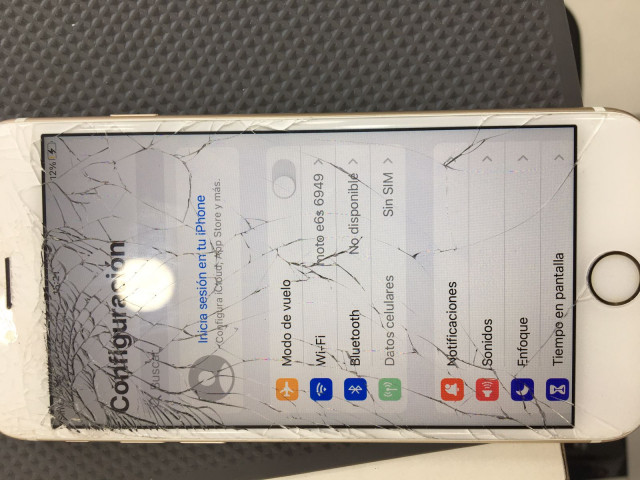 12%
Configuración
Buscar
Inicia sesión en tu iPhone
Configura iCloud, App Store y más.
Modo de vuelo
Wi-Fi moto e6s 6949
Bluetooth No disponible
Datos celulares Sin SIM
Notificaciones
Sonidos
Enfoque
Tiempo en pantalla